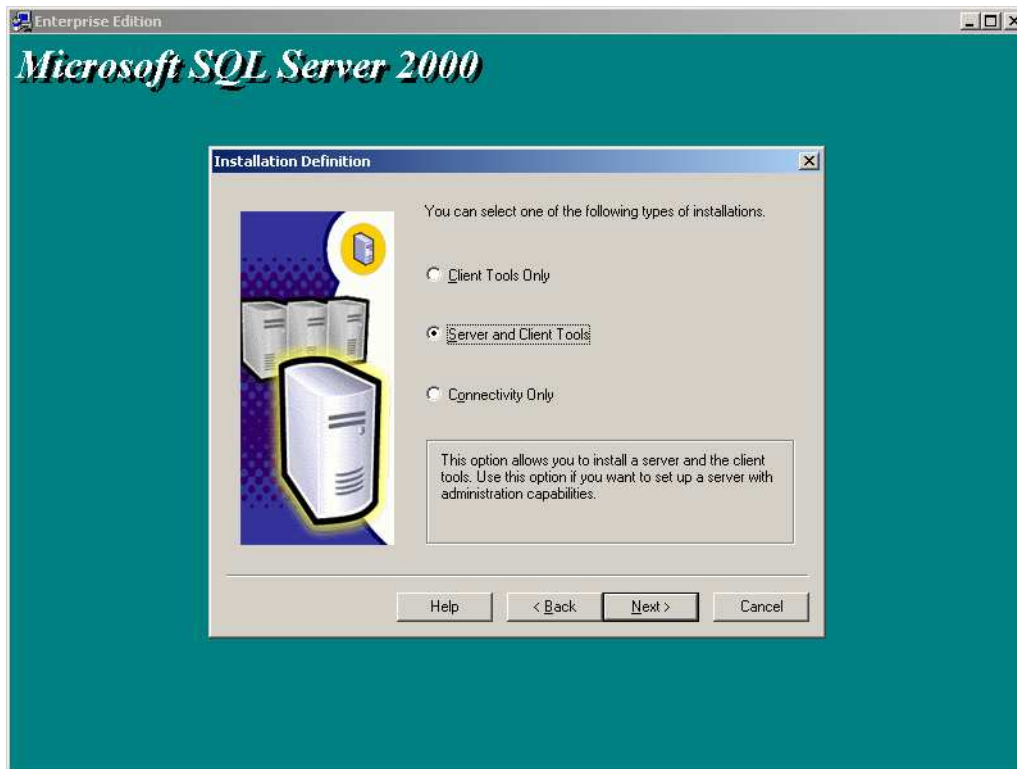 Enterprise Edition
Microsoft SQL Server 2000
Installation Definition
You can select one of the following types of installations.
Client Tools Only
Server and Client Tools
Connectivity Only
This option allows you to install a server and the client
tools. Use this option if you want to set up a server with
administration capabilities.
Help
< Back
Next >
Cancel